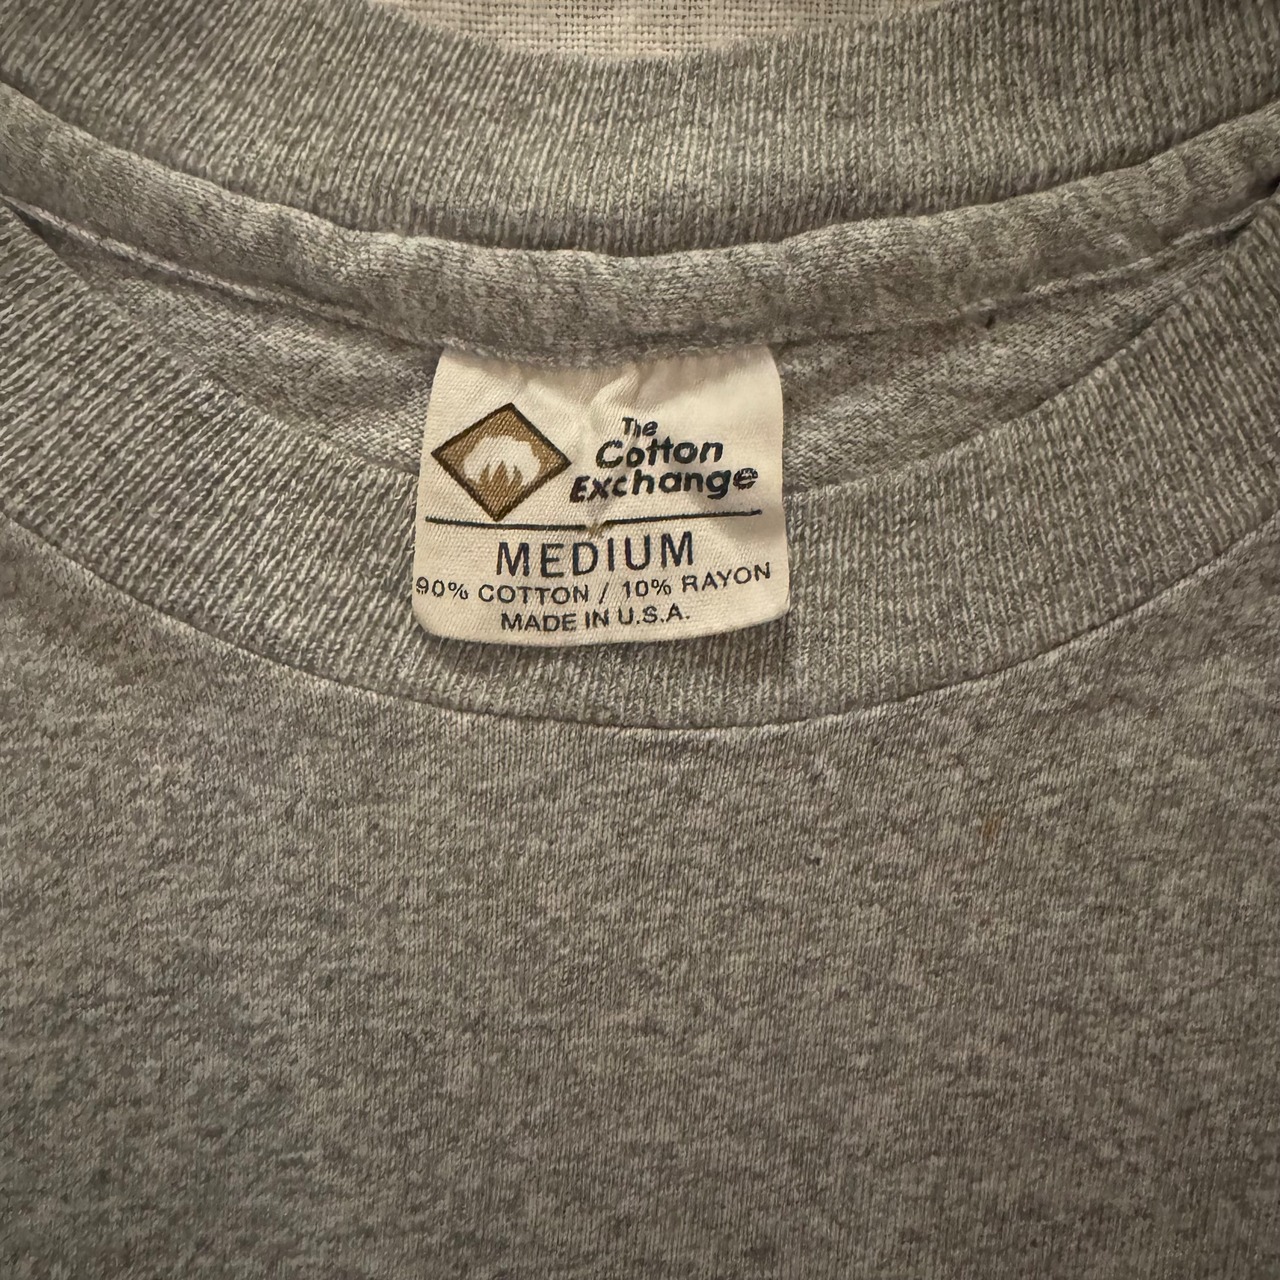 The
Cotton
Exchange
MEDIUM
90% COTTON / 10% RAYON
MADE IN U.S.A.